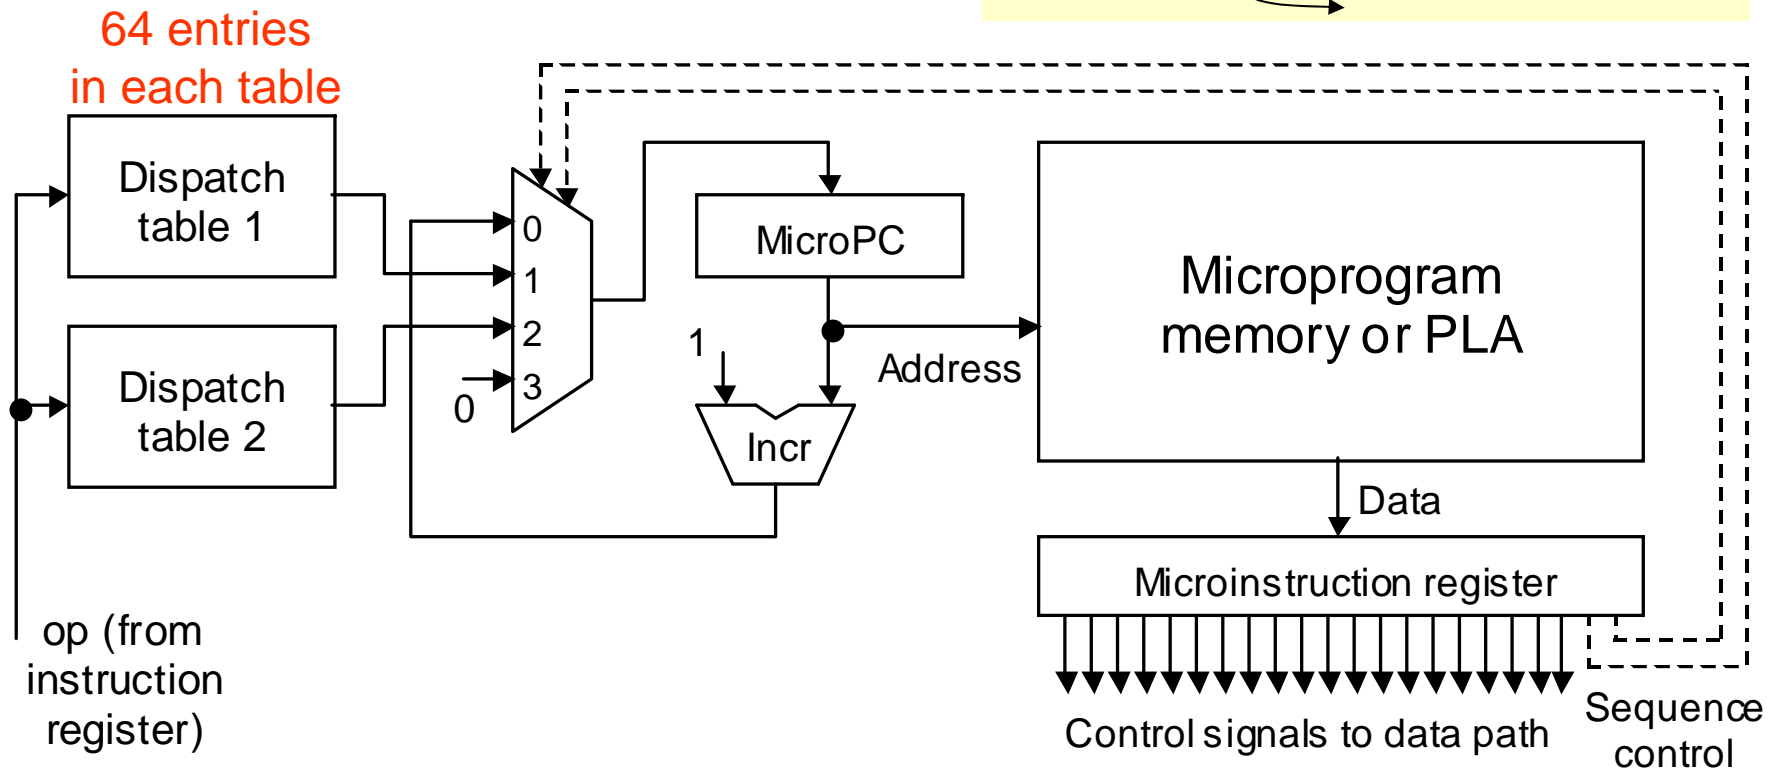 64 entries
in each table
Dispatch
table 1
Dispatch
table 2
op (from
instruction
register)
0
1
2
3
0
MicroPC
1
Incr
Address
Microprogram
memory or PLA
Data
Microinstruction register
Control signals to data path
Sequence
control